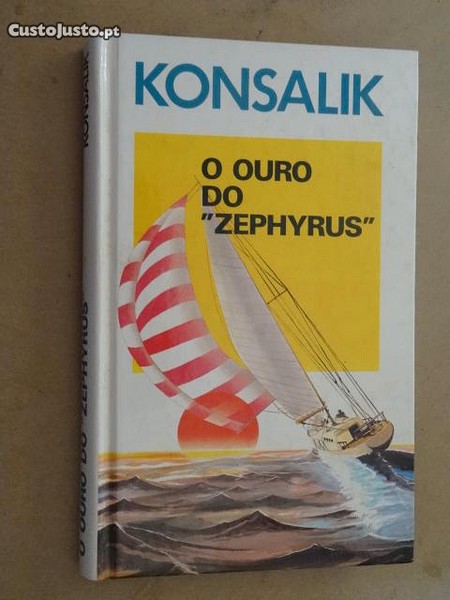 CustoJusto.pt
KONSALIK
O OURO
DO
"ZEPHYRUS"
KONSALIK
O OURO DO "ZEPHYRUS"